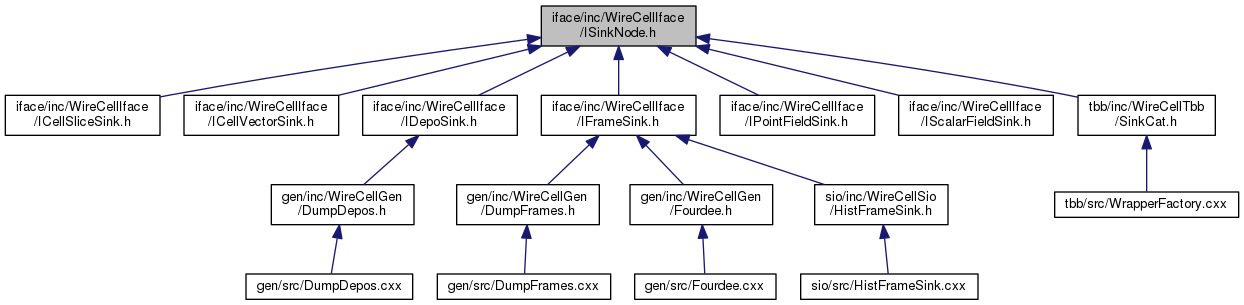 iface/inc/WireCellIface
/ISinkNode.h
iface/inc/WireCellIface
/ICellSliceSink.h
iface/inc/WireCellIface
/ICellVectorSink.h
iface/inc/WireCellIface
/IDepoSink.h
iface/inc/WireCellIface
/IFrameSink.h
iface/inc/WireCellIface
/IPointFieldSink.h
iface/inc/WireCellIface
/IScalarFieldSink.h
tbb/inc/WireCellTbb
/SinkCat.h
gen/inc/WireCellGen
/DumpDepos.h
gen/inc/WireCellGen
/DumpFrames.h
gen/inc/WireCellGen
/Fourdee.h
sio/inc/WireCellSio
/HistFrameSink.h
tbb/src/WrapperFactory.cxx
gen/src/DumpDepos.cxx
gen/src/DumpFrames.cxx
gen/src/Fourdee.cxx
sio/src/HistFrameSink.cxx